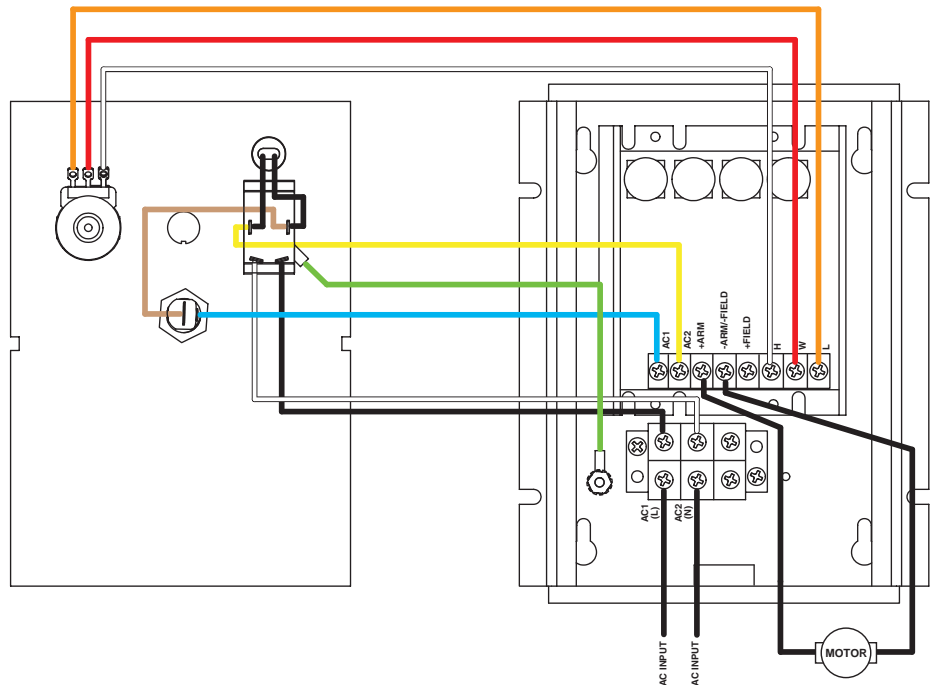 AC1
AC2
+ARM
-ARM/-FIELD
+FIELD
H
W
L
AC1
(L)
AC2
(N)
AC INPUT
AC INPUT
MOTOR